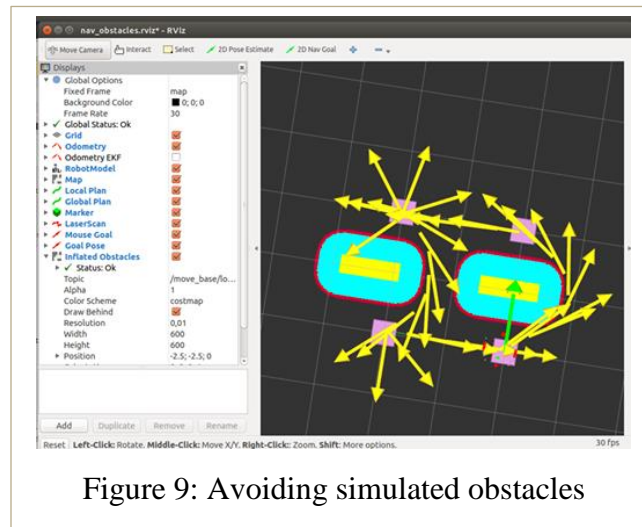 nav_obstacles.rviz* - RViz
Move Camera Interact Select 2D Pose Estimate 2D Nav Goal
Displays
Global Options
Fixed Frame map
Background Color 0; 0; 0
Frame Rate 30
Global Status: Ok
Grid
Odometry
Odometry EKF
RobotModel
Map
Local Plan
Global Plan
Marker
LaserScan
Mouse Goal
Goal Pose
Inflated Obstacles
Status: Ok
Topic /move_base/lo...
Alpha 1
Color Scheme costmap
Draw Behind
Resolution 0,01
Width 600
Height 600
Position -2.5; -2.5; 0
Add Duplicate Remove Rename
Reset Left-Click: Rotate. Middle-Click: Move X/Y. Right-Click:: Zoom. Shift: More options. 30 fps
Figure 9: Avoiding simulated obstacles